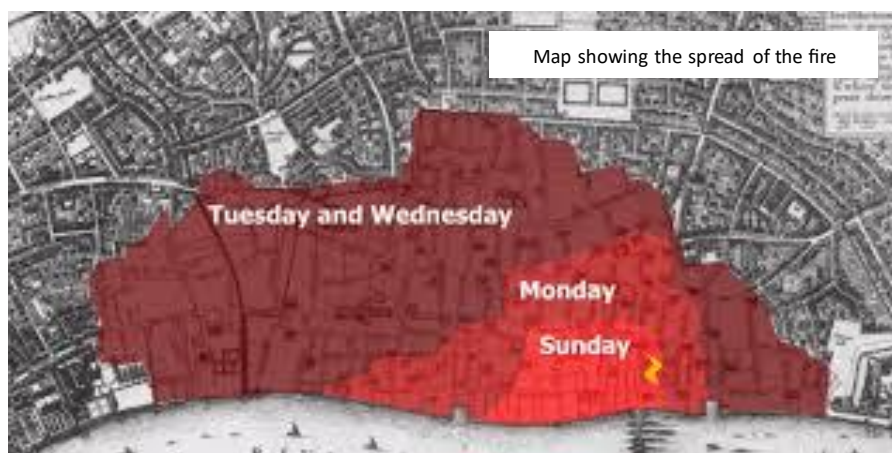 Map showing the spread of the fire
Tuesday and Wednesday
Monday
Sunday